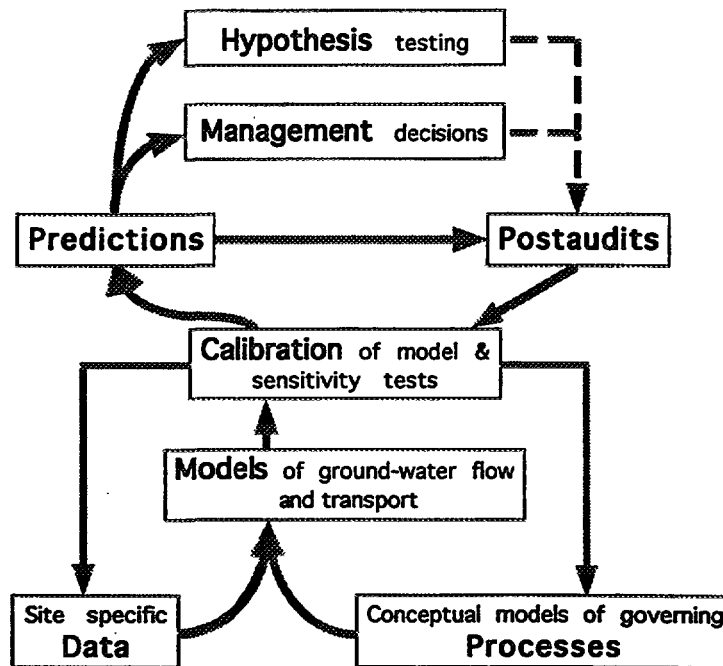 Hypothesis testing
Management decisions
Predictions
Postaudits
Calibration of model &
sensitivity tests
Models of ground-water flow
and transport
Site specific
Data
Conceptual models of governing
Processes